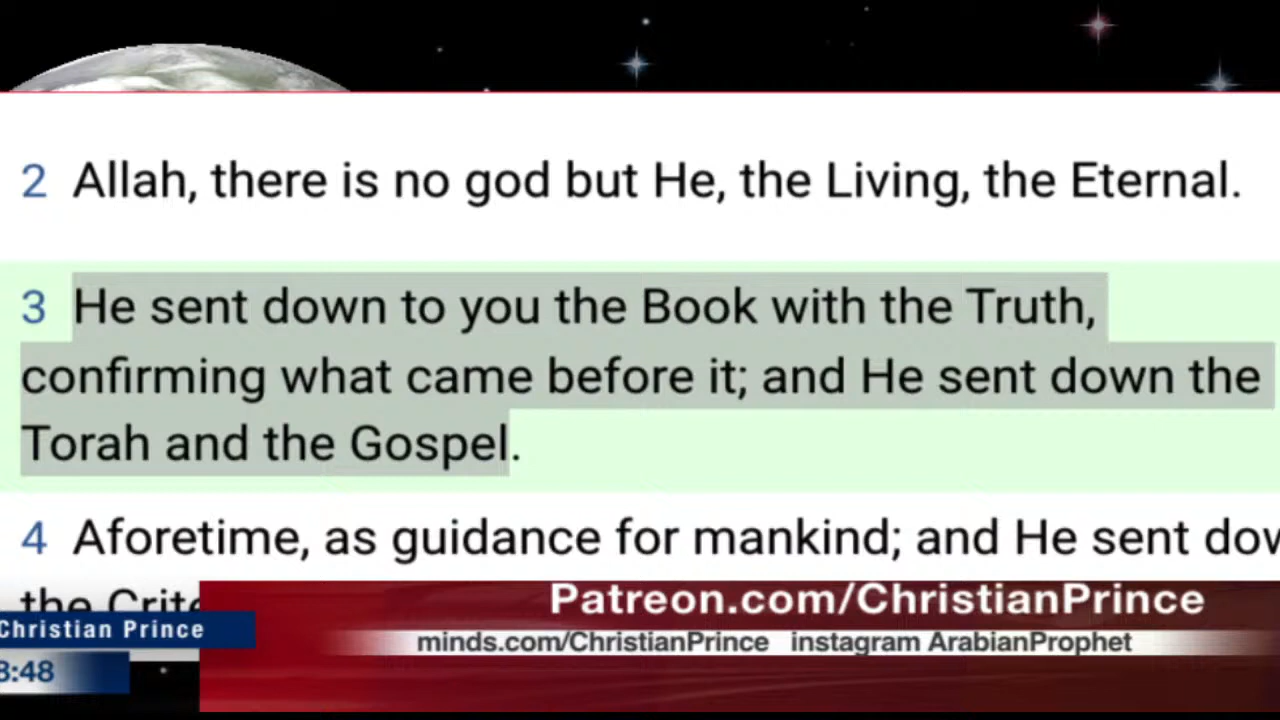 2 Allah, there is no god but He, the Living, the Eternal.
3 He sent down to you the Book with the Truth,
confirming what came before it; and He sent down the
Torah and the Gospel.
4 Aforetime, as guidance for mankind; and He sent
the
Patreon.com/ChristianPrince
Christian Prince
minds.com/ChristianPrince instagram ArabianProphet
8:48